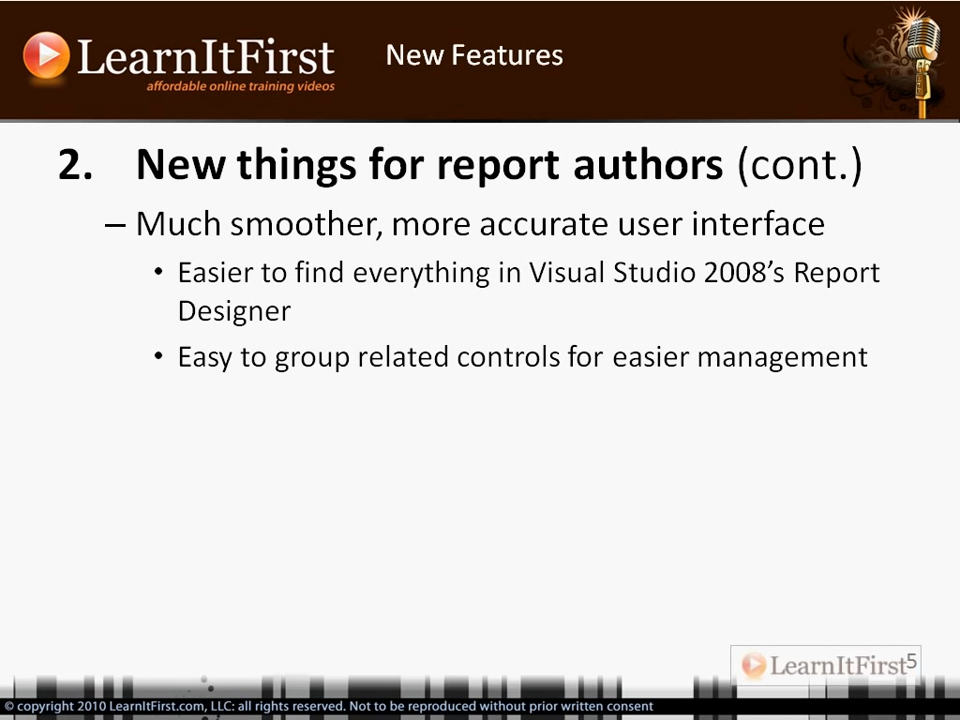 LearnItFirst
affordable online training videos
New Features
2. New things for report authors (cont.)
– Much smoother, more accurate user interface
• Easier to find everything in Visual Studio 2008’s Report
Designer
• Easy to group related controls for easier management
LearnItFirst 5
© copyright 2010 LearnItFirst.com, LLC: all rights reserved. Not to be reproduced without prior written consent